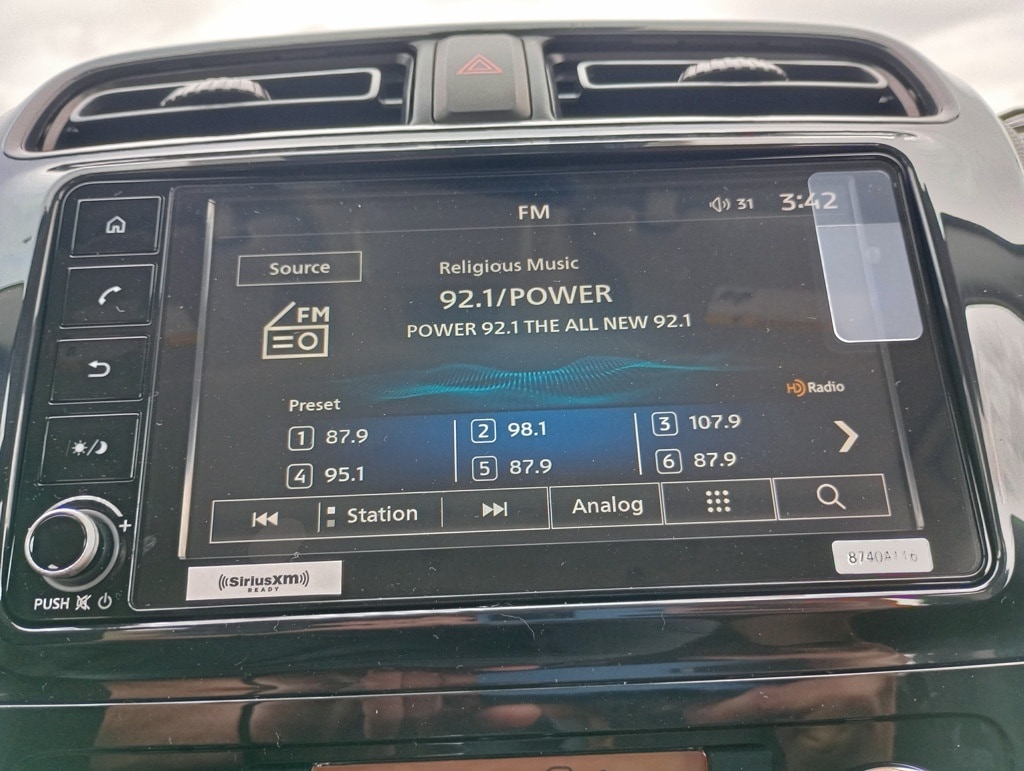 FM
31
3:42
Source
Religious Music
92.1/POWER
POWER 92.1 THE ALL NEW 92.1
FM
HD Radio
Preset
1 87.9
2 98.1
3 107.9
4 95.1
5 87.9
6 87.9
Station
Analog
((SiriusXM))
READY
8740A116
PUSH
+